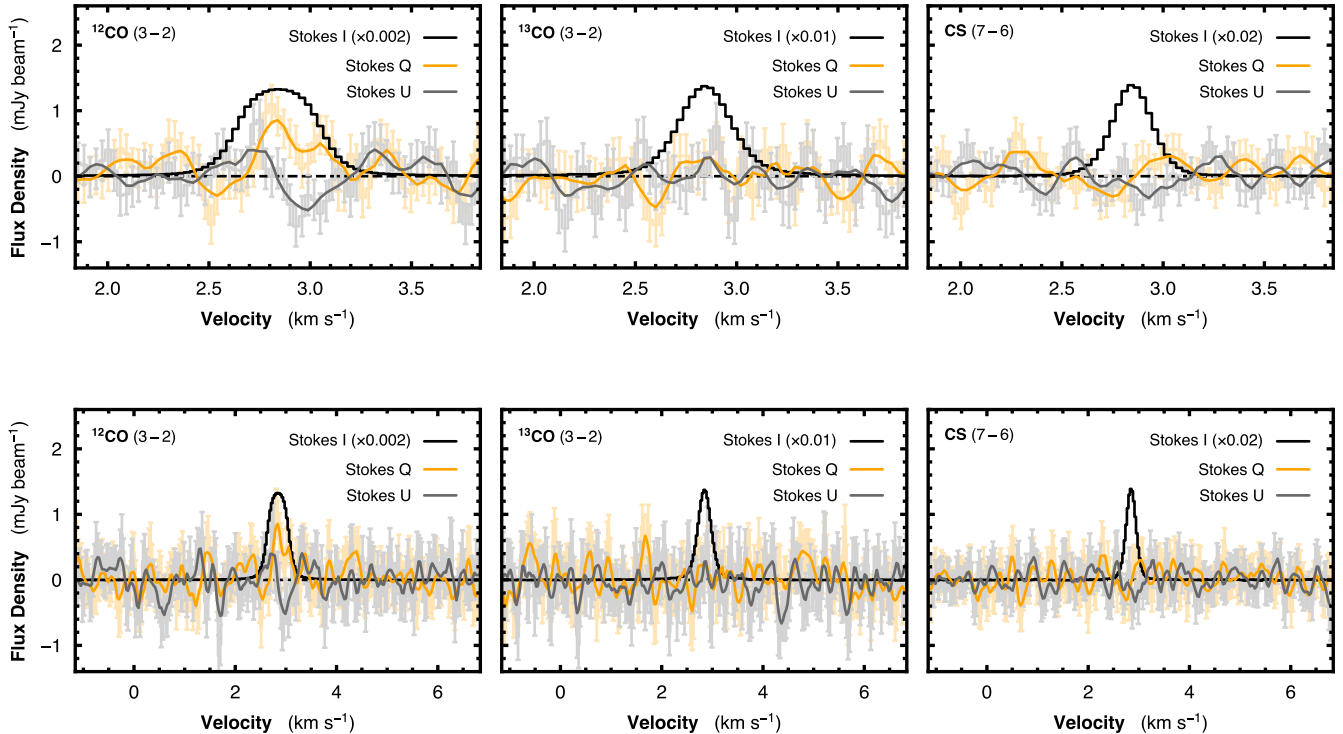 ¹²CO (3−2)
Stokes I (×0.002)
Stokes Q
Stokes U
¹³CO (3−2)
Stokes I (×0.01)
Stokes Q
Stokes U
CS (7−6)
Stokes I (×0.02)
Stokes Q
Stokes U
Flux Density (mJy beam⁻¹)
2
1
0
−1
2.0 2.5 3.0 3.5
2.0 2.5 3.0 3.5
2.0 2.5 3.0 3.5
Velocity (km s⁻¹)
Velocity (km s⁻¹)
Velocity (km s⁻¹)
¹²CO (3−2)
Stokes I (×0.002)
Stokes Q
Stokes U
¹³CO (3−2)
Stokes I (×0.01)
Stokes Q
Stokes U
CS (7−6)
Stokes I (×0.02)
Stokes Q
Stokes U
Flux Density (mJy beam⁻¹)
2
1
0
−1
0 2 4 6
0 2 4 6
0 2 4 6
Velocity (km s⁻¹)
Velocity (km s⁻¹)
Velocity (km s⁻¹)